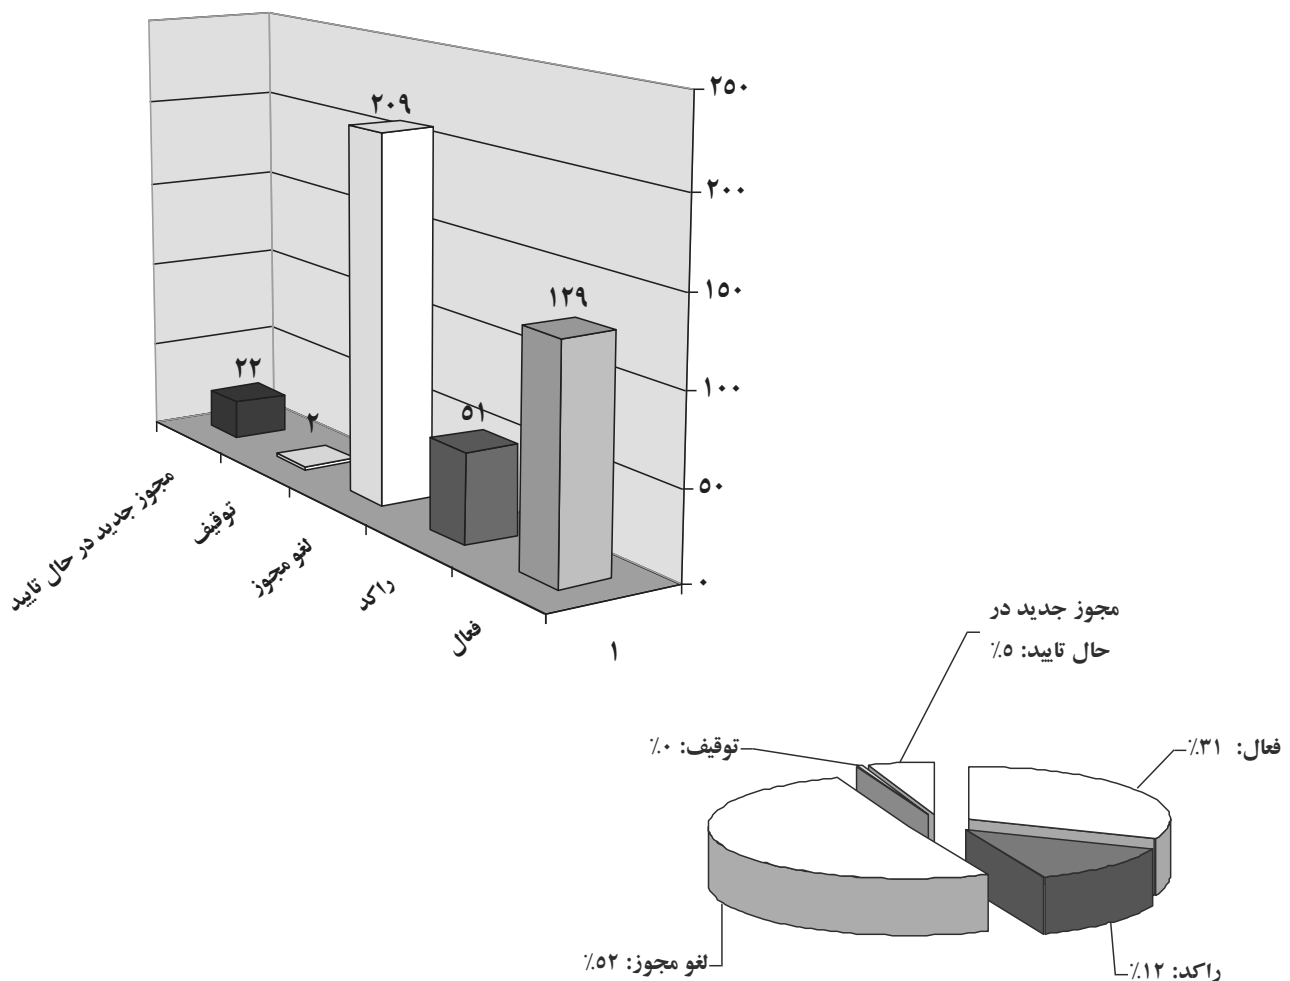 ۲۵۰
۲۰۰
۱۵۰
۱۰۰
۵۰
۰
۲۰۹
۱۲۹
۲۲
۲
۵۱
مجوز جدید در حال تایید
توقیف
لغو مجوز
راکد
فعال
۱
مجوز جدید در
حال تایید: ۵٪
توقیف: ۰٪
فعال: ۳۱٪
لغو مجوز: ۵۲٪
راکد: ۱۲٪